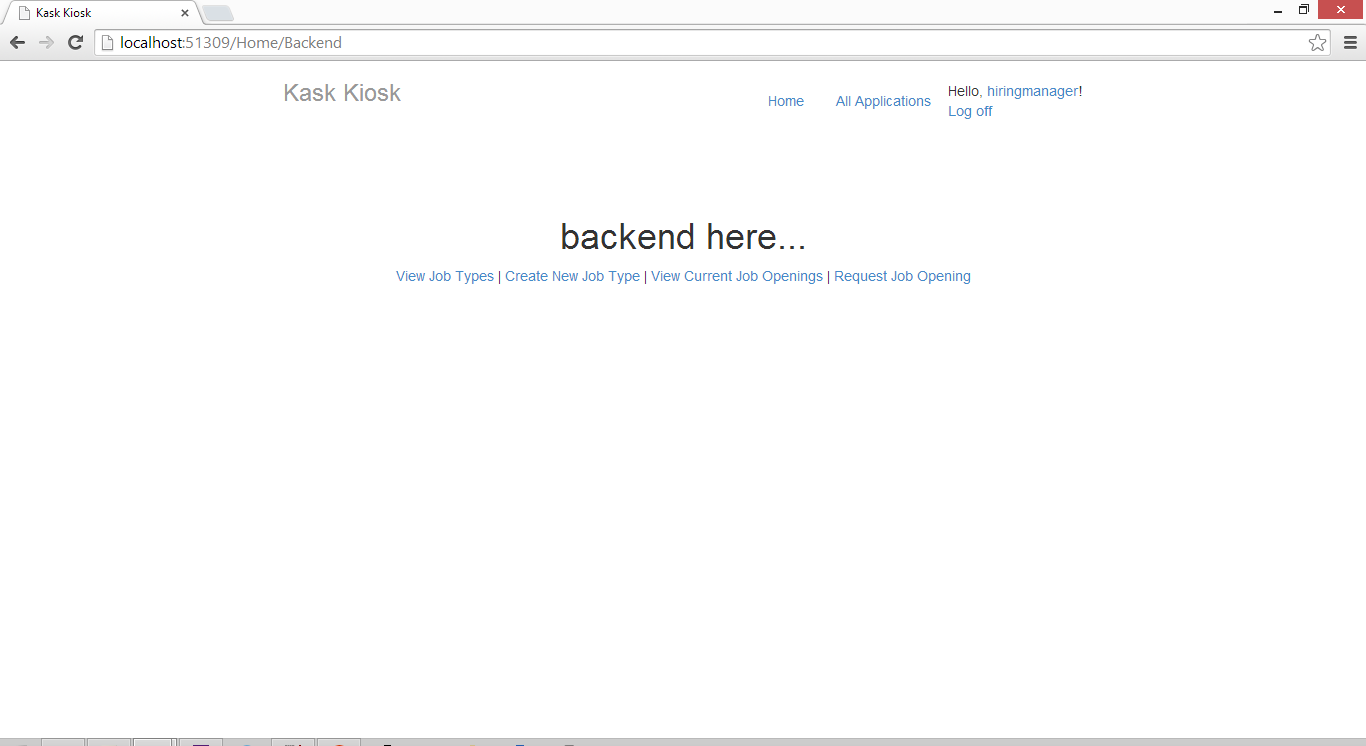 Kask Kiosk
localhost:51309/Home/Backend
Kask Kiosk
Home
All Applications
Hello, hiringmanager!
Log off
backend here...
View Job Types | Create New Job Type | View Current Job Openings | Request Job Opening